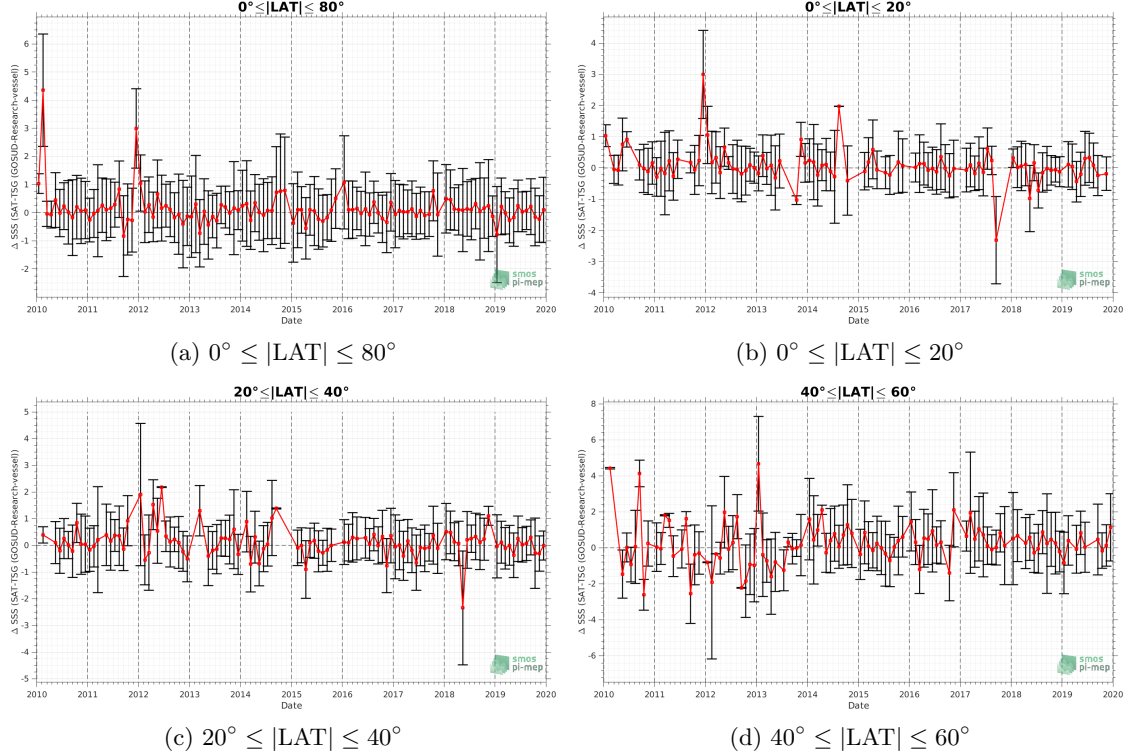 0°≤|LAT|≤ 80°
Δ SSS (SAT-TSG (GOSUD-Research-vessel))
6
5
4
3
2
1
0
-1
-2
2010 2011 2012 2013 2014 2015 2016 2017 2018 2019 2020
Date
smos
pi-mep
(a) 0° ≤ |LAT| ≤ 80°
0°≤|LAT|≤ 20°
Δ SSS (SAT-TSG (GOSUD-Research-vessel))
4
3
2
1
0
-1
-2
-3
-4
2010 2011 2012 2013 2014 2015 2016 2017 2018 2019 2020
Date
smos
pi-mep
(b) 0° ≤ |LAT| ≤ 20°
20°≤|LAT|≤ 40°
Δ SSS (SAT-TSG (GOSUD-Research-vessel))
5
4
3
2
1
0
-1
-2
-3
-4
-5
2010 2011 2012 2013 2014 2015 2016 2017 2018 2019 2020
Date
smos
pi-mep
(c) 20° ≤ |LAT| ≤ 40°
40°≤|LAT|≤ 60°
Δ SSS (SAT-TSG (GOSUD-Research-vessel))
8
6
4
2
0
-2
-4
-6
2010 2011 2012 2013 2014 2015 2016 2017 2018 2019 2020
Date
smos
pi-mep
(d) 40° ≤ |LAT| ≤ 60°